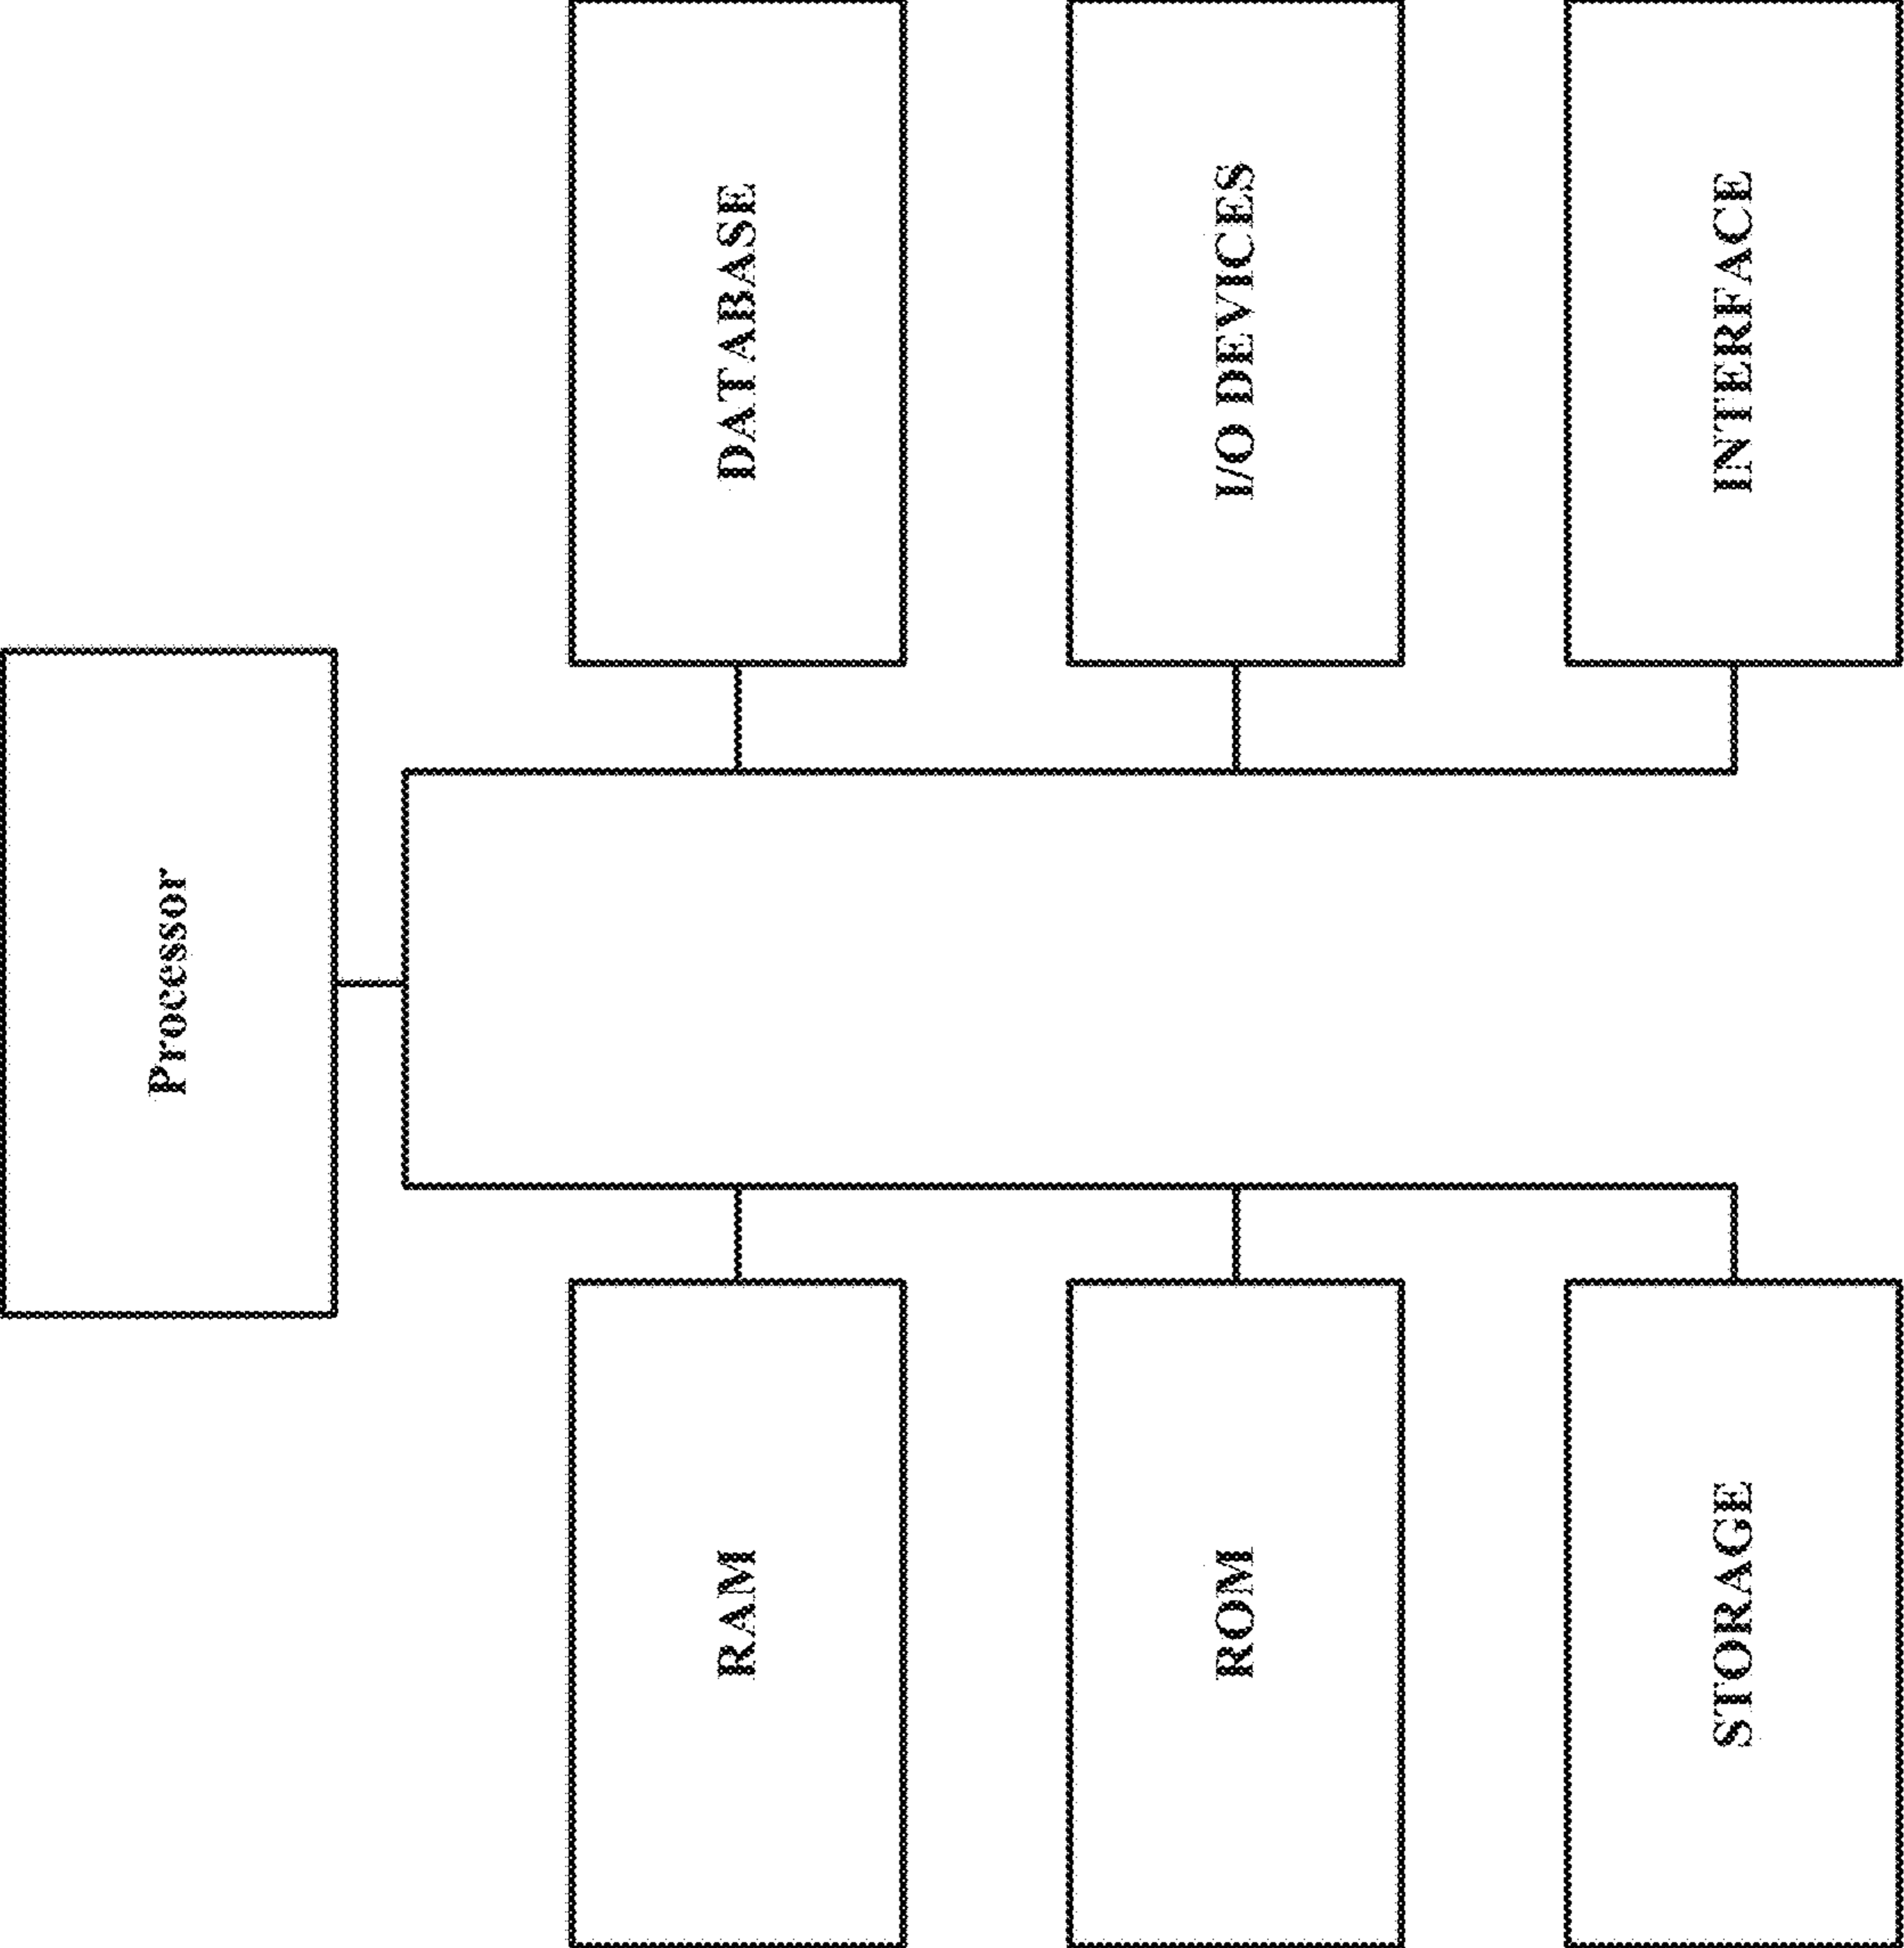 Processor
RAM
DATABASE
ROM
I/O DEVICES
STORAGE
INTERFACE